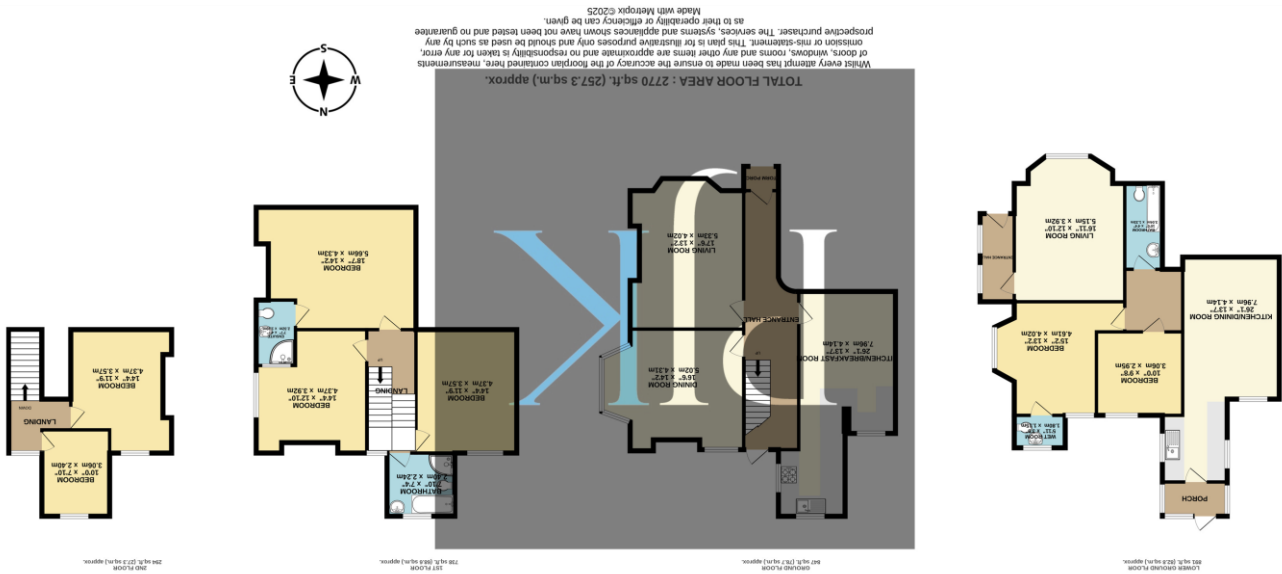 LOWER GROUND FLOOR
891 sq.ft. (82.8 sq.m.) approx.
PORCH
WETROOM
BEDROOM
10'0" x 9'8"
3.06m x 2.95m
BEDROOM
15'2" x 13'2"
4.61m x 4.02m
KITCHEN/DINING ROOM
26'1" x 13'7"
7.96m x 4.14m
ENTRANCE HALL
BATHROOM
LIVING ROOM
16'11" x 12'10"
5.15m x 3.92m
GROUND FLOOR
847 sq.ft. (78.7 sq.m.) approx.
KITCHEN/BREAKFAST ROOM
26'1" x 13'7"
7.96m x 4.14m
UP
DINING ROOM
16'6" x 14'2"
5.02m x 4.31m
ENTRANCE HALL
LIVING ROOM
17'6" x 13'2"
5.33m x 4.02m
1ST FLOOR
738 sq.ft. (68.6 sq.m.) approx.
BATHROOM
7'10" x 7'4"
2.40m x 2.24m
BEDROOM
14'4" x 11'9"
4.37m x 3.57m
LANDING
UP
BEDROOM
14'4" x 12'10"
4.37m x 3.92m
ENSUITE
BEDROOM
18'7" x 14'2"
5.66m x 4.33m
2ND FLOOR
294 sq.ft. (27.3 sq.m.) approx.
BEDROOM
10'0" x 7'10"
3.06m x 2.40m
LANDING
DOWN
BEDROOM
14'4" x 11'9"
4.37m x 3.57m
N
W
E
S
TOTAL FLOOR AREA : 2770 sq.ft. (257.3 sq.m.) approx.
Whilst every attempt has been made to ensure the accuracy of the floorplan contained here, measurements
of doors, windows, rooms and any other items are approximate and no responsibility is taken for any error,
omission or mis-statement. This plan is for illustrative purposes only and should be used as such by any
prospective purchaser. The services, systems and appliances shown have not been tested and no guarantee
as to their operability or efficiency can be given.
Made with Metropix ©2025